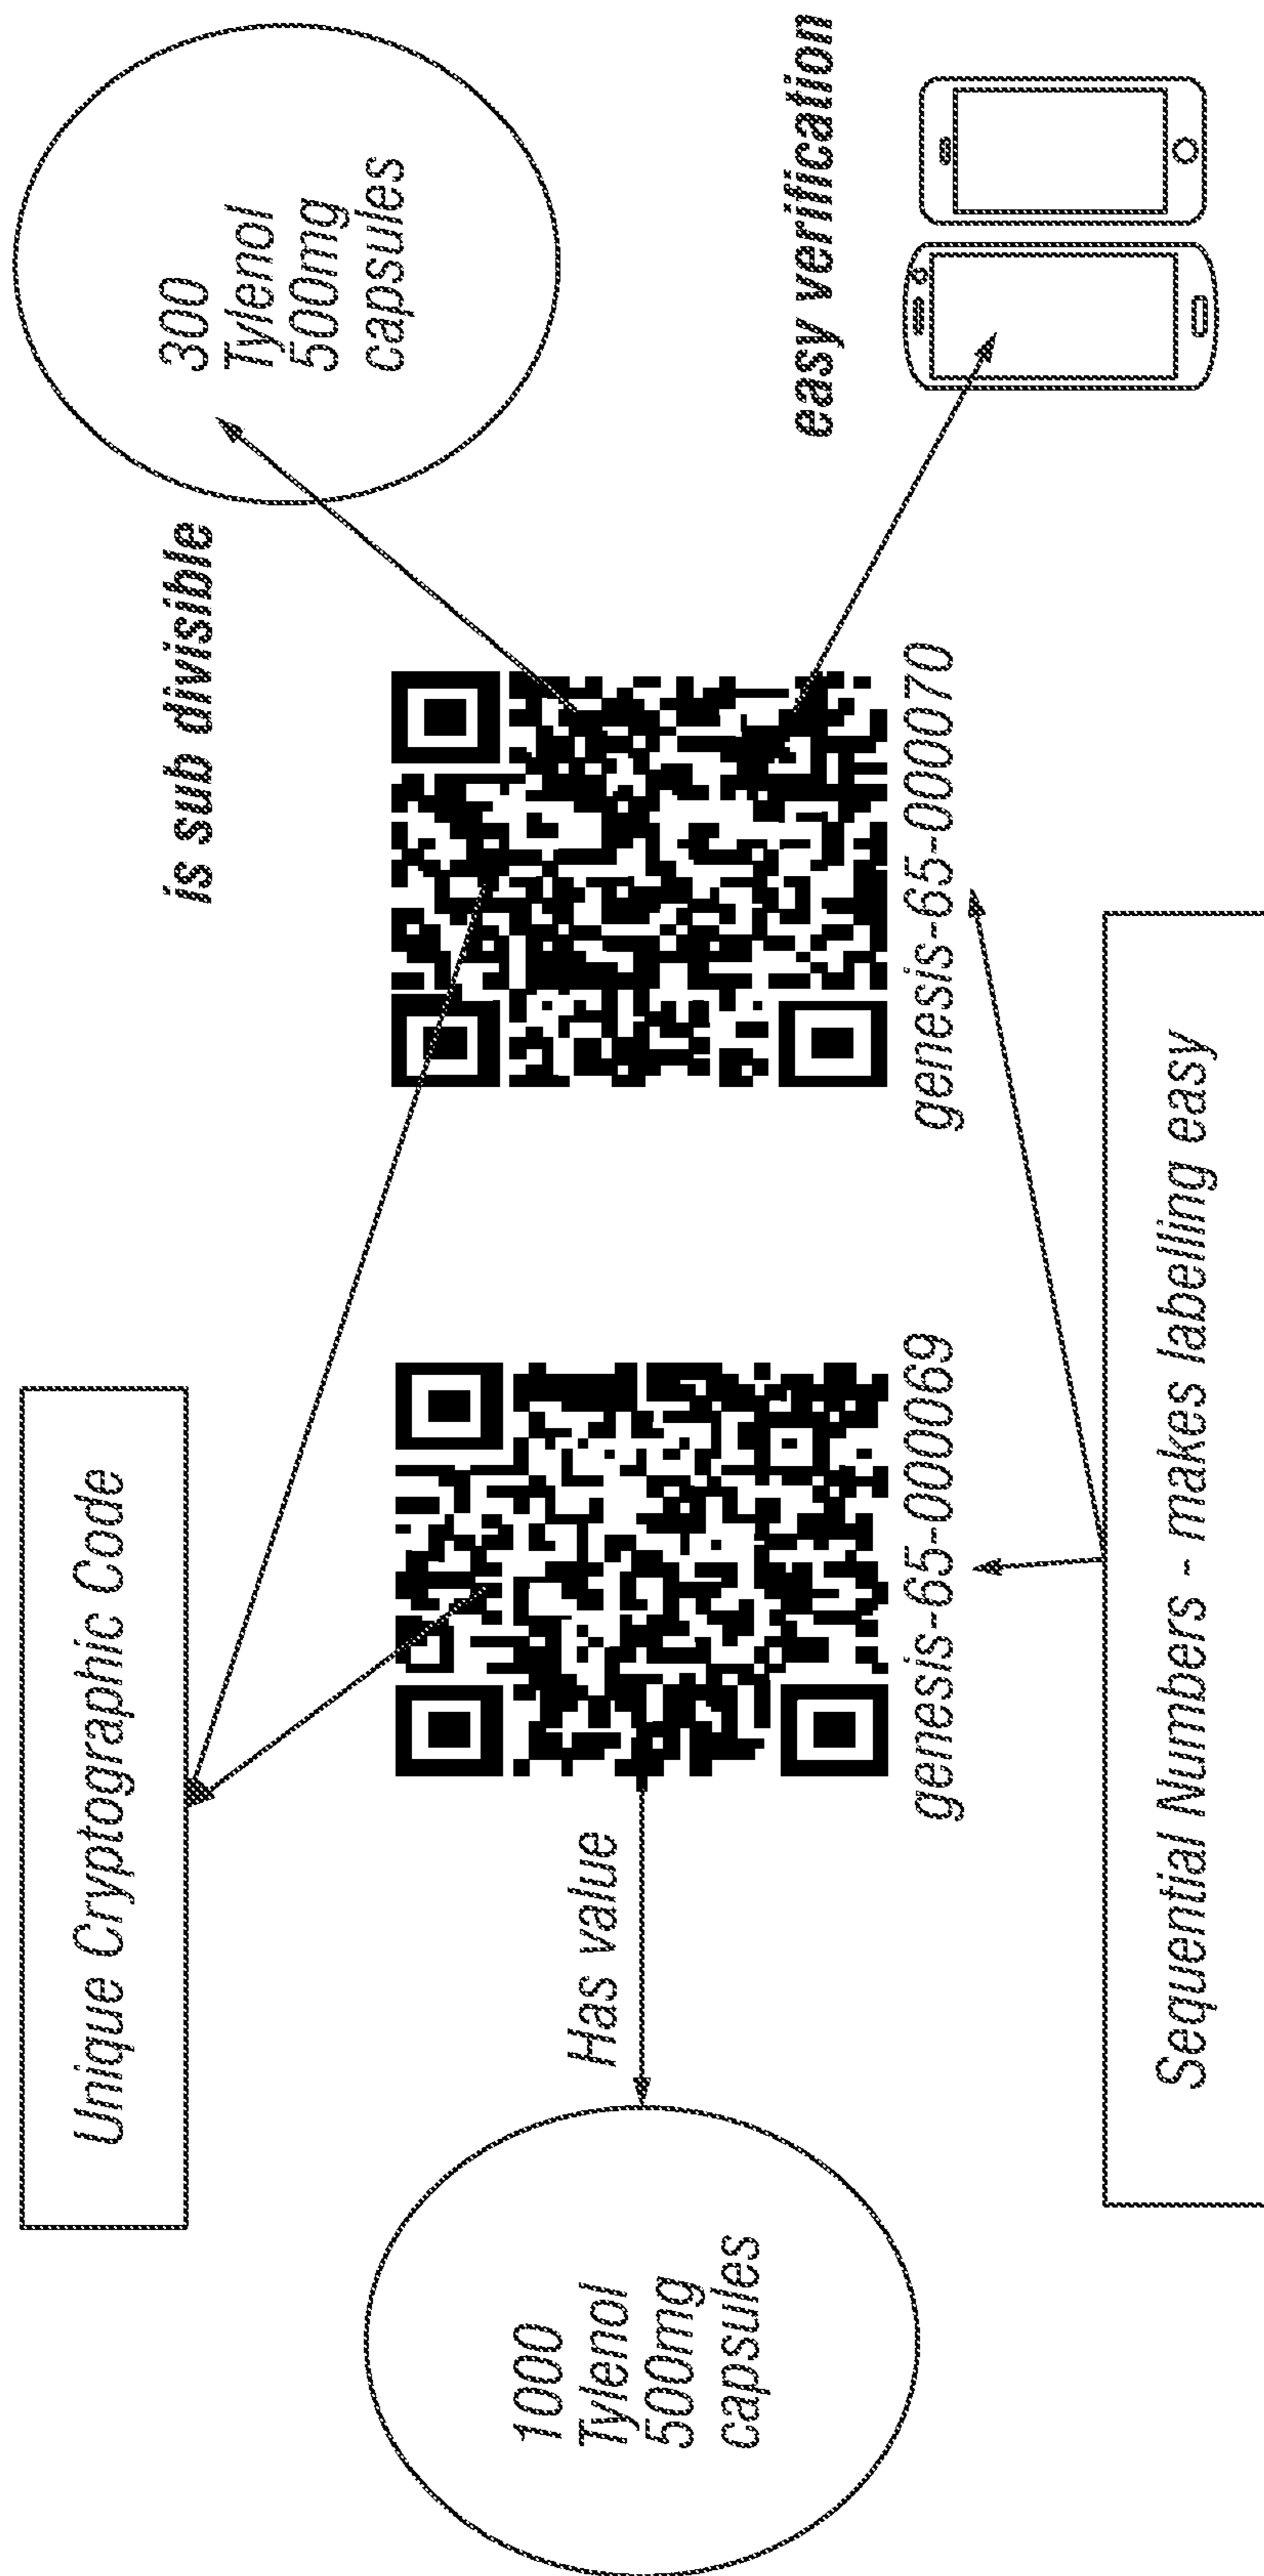 Unique Cryptographic Code
is sub divisible
300
Tylenol
500mg
capsules
Has value
1000
Tylenol
500mg
capsules
easy verification
genesis-65-000069
genesis-65-000070
Sequential Numbers - makes labelling easy